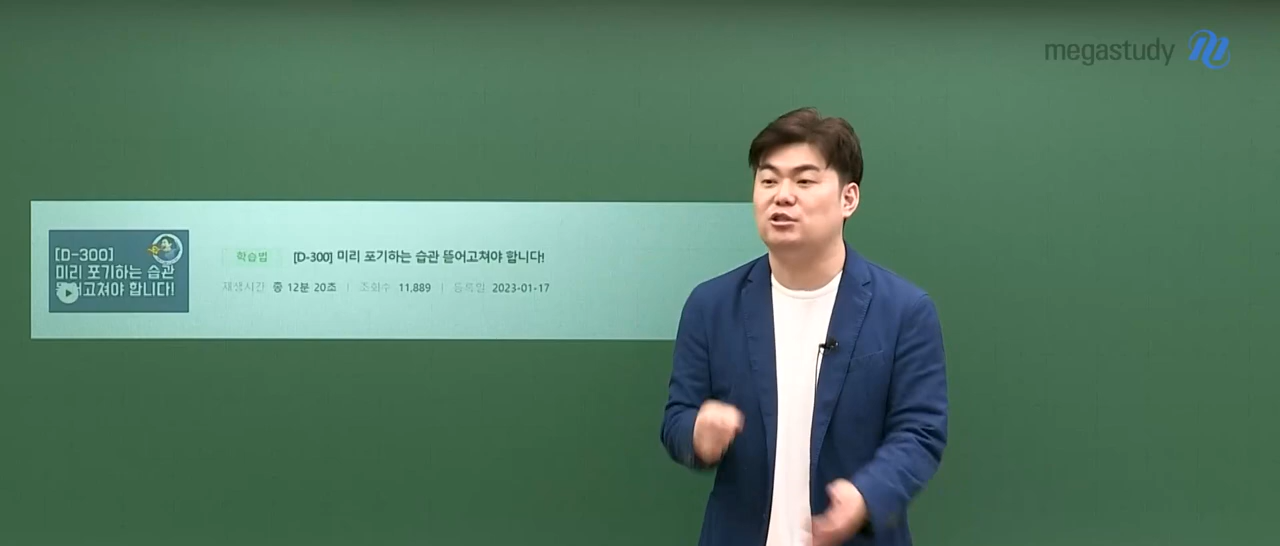 megastudy
[D-300]
미리 포기하는 습관
뜯어고쳐야 합니다!
학습법 [D-300] 미리 포기하는 습관 뜯어고쳐야 합니다!
재생시간 총 12분 20초 | 조회수 11,889 | 등록일 2023-01-17